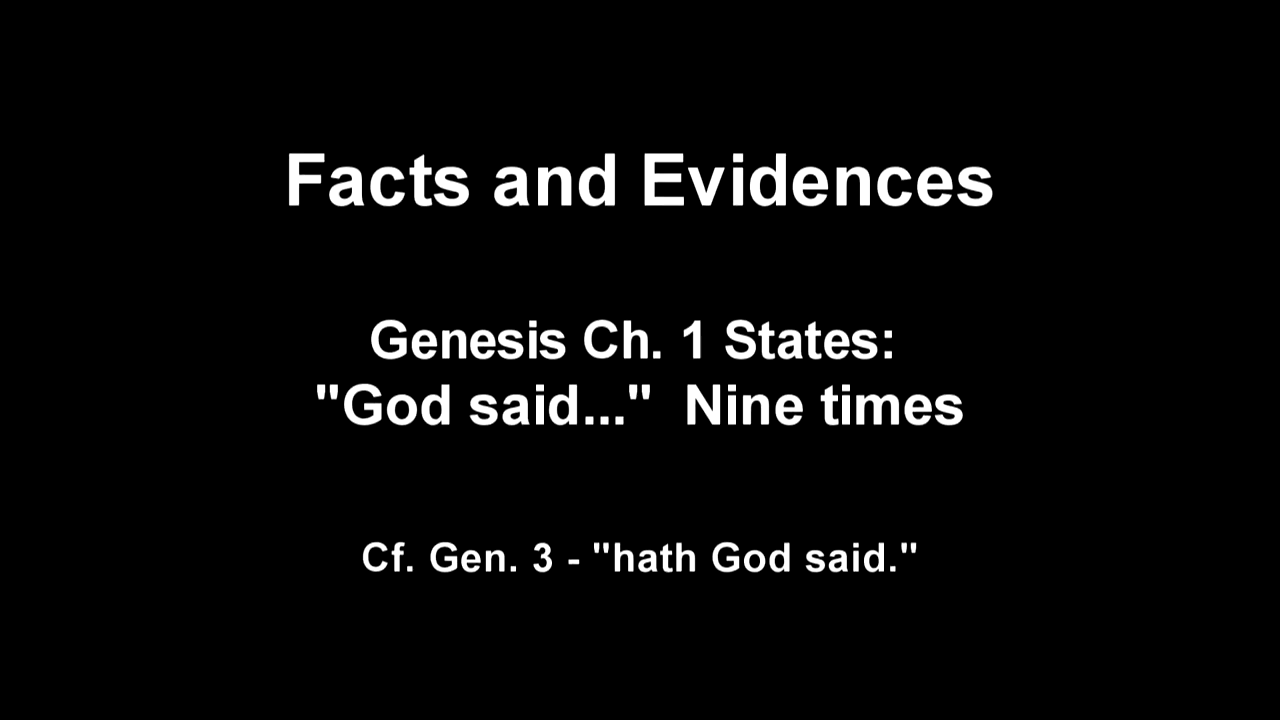 Facts and Evidences
Genesis Ch. 1 States:
"God said..."  Nine times
Cf. Gen. 3 - "hath God said."